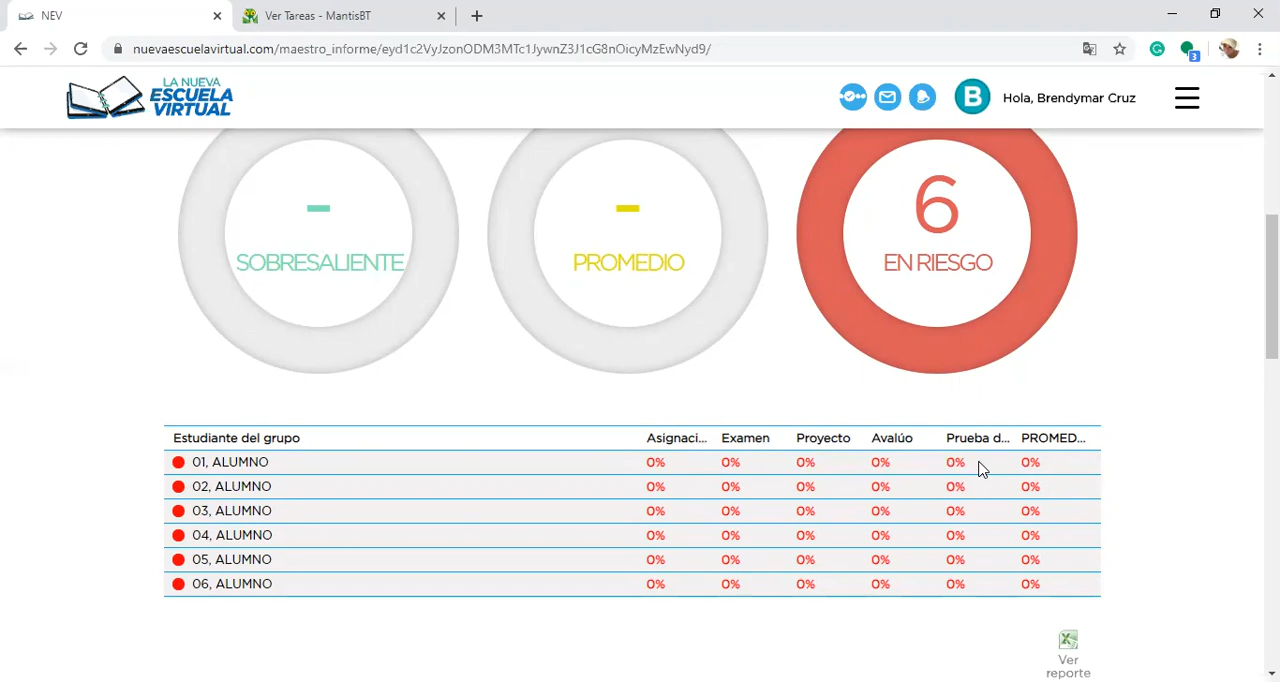 NEV
Ver Tareas - MantisBT
nuevaescuelavirtual.com/maestro_informe/eyd1c2VyJzonODM3MTc1JywnZ3J1cG8nOicyMzEwNyd9/
3
LA NUEVA
ESCUELA
VIRTUAL
B
Hola, Brendymar Cruz
- - 6
SOBRESALIENTE PROMEDIO EN RIESGO
Estudiante del grupo Asignaci... Examen Proyecto Avalúo Prueba d... PROMED...
01, ALUMNO 0% 0% 0% 0% 0% 0%
02, ALUMNO 0% 0% 0% 0% 0% 0%
03, ALUMNO 0% 0% 0% 0% 0% 0%
04, ALUMNO 0% 0% 0% 0% 0% 0%
05, ALUMNO 0% 0% 0% 0% 0% 0%
06, ALUMNO 0% 0% 0% 0% 0% 0%
Ver
reporte